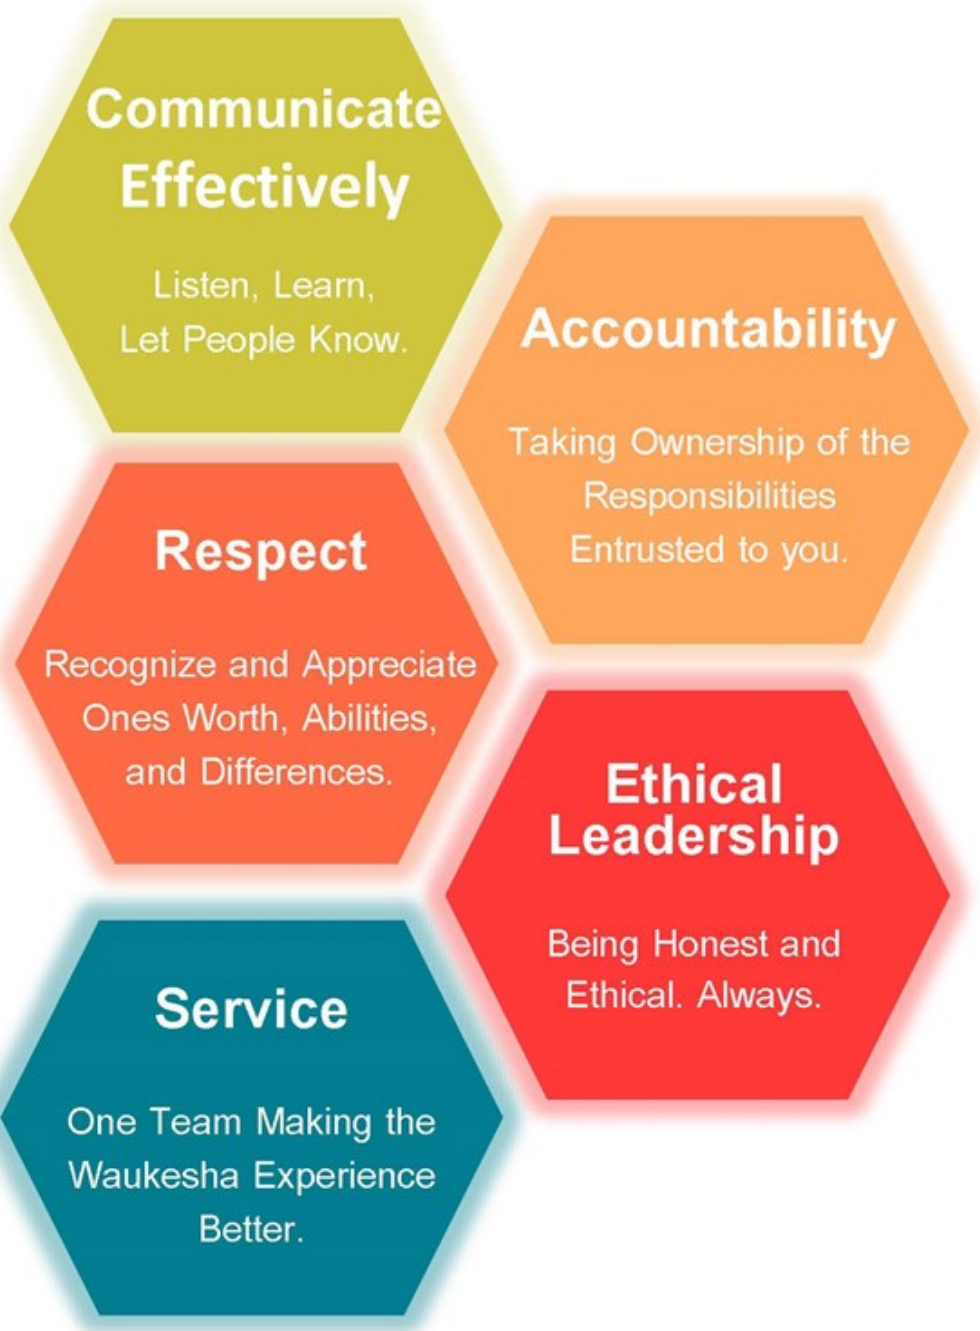 Communicate
Effectively
Listen, Learn,
Let People Know.
Accountability
Taking Ownership of the
Responsibilities
Entrusted to you.
Respect
Recognize and Appreciate
Ones Worth, Abilities,
and Differences.
Ethical
Leadership
Being Honest and
Ethical. Always.
Service
One Team Making the
Waukesha Experience
Better.